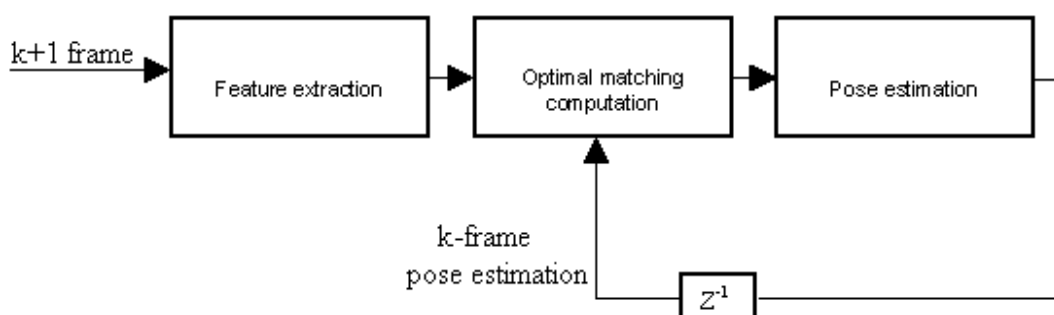 k+1 frame
Feature extraction
Optimal matching
computation
Pose estimation
k-frame
pose estimation
Z⁻¹